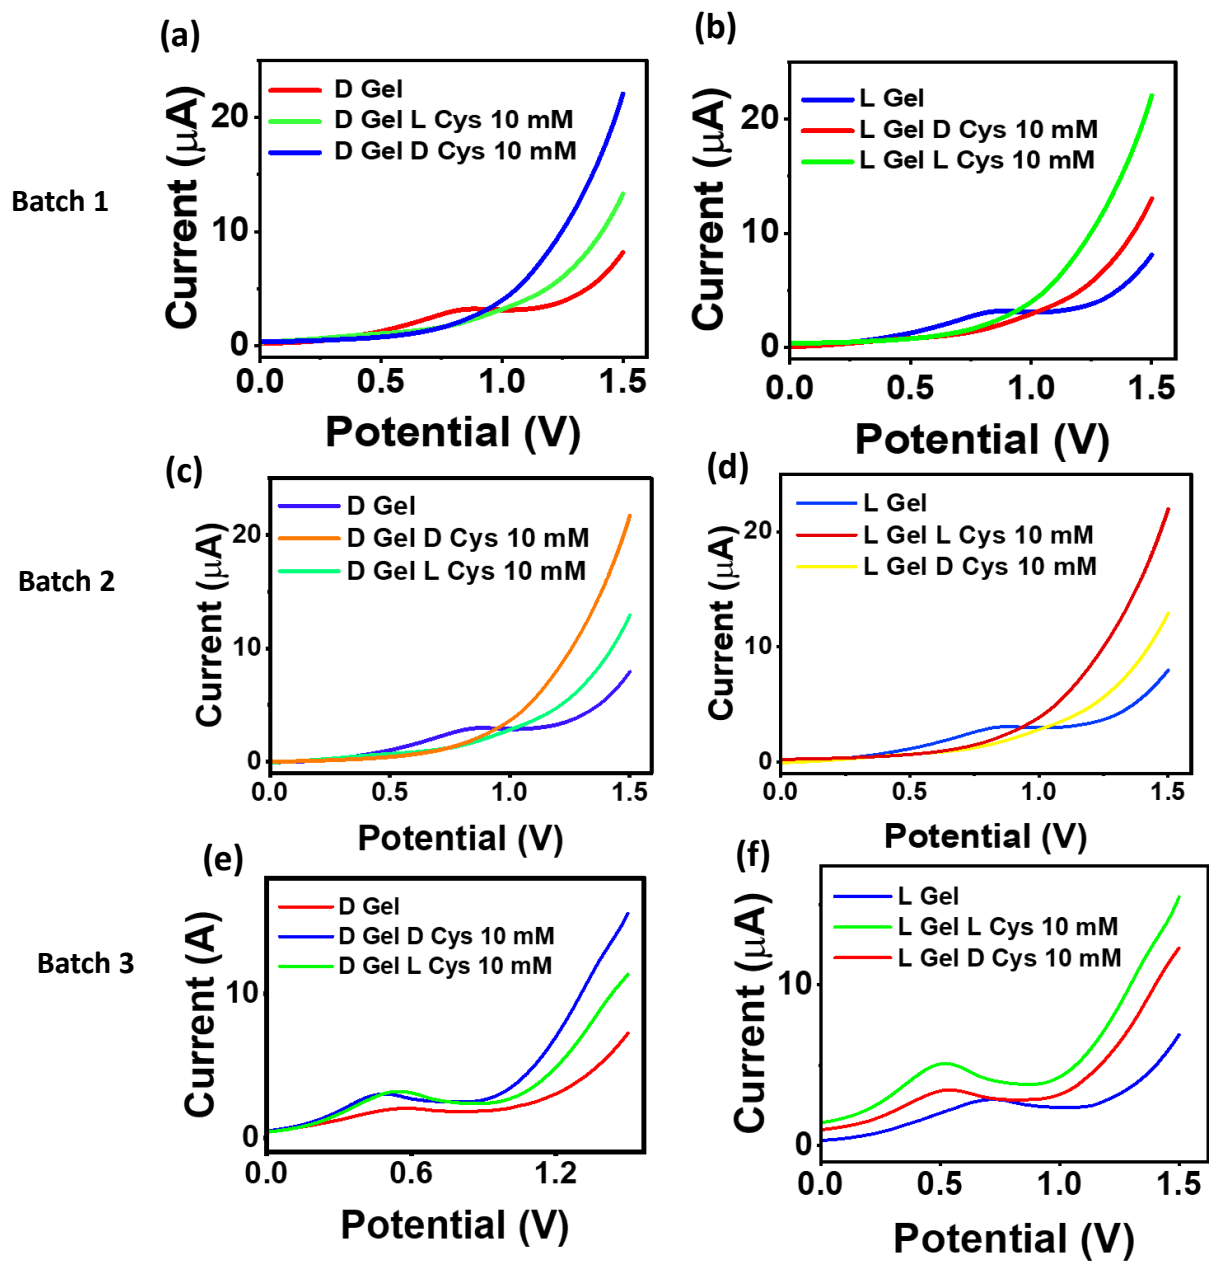 (a)
D Gel
D Gel L Cys 10 mM
D Gel D Cys 10 mM
Current (μA)
20
10
0
0.0 0.5 1.0 1.5
Potential (V)
Batch 1
(b)
L Gel
L Gel D Cys 10 mM
L Gel L Cys 10 mM
Current (μA)
20
10
0
0.0 0.5 1.0 1.5
Potential (V)
(c)
D Gel
D Gel D Cys 10 mM
D Gel L Cys 10 mM
Current (μA)
20
10
0
0.0 0.5 1.0 1.5
Potential (V)
Batch 2
(d)
L Gel
L Gel L Cys 10 mM
L Gel D Cys 10 mM
Current (μA)
20
10
0
0.0 0.5 1.0 1.5
Potential (V)
(e)
D Gel
D Gel D Cys 10 mM
D Gel L Cys 10 mM
Current (A)
10
0
0.0 0.6 1.2
Potential (V)
Batch 3
(f)
L Gel
L Gel L Cys 10 mM
L Gel D Cys 10 mM
Current (μA)
10
0
0.0 0.5 1.0 1.5
Potential (V)